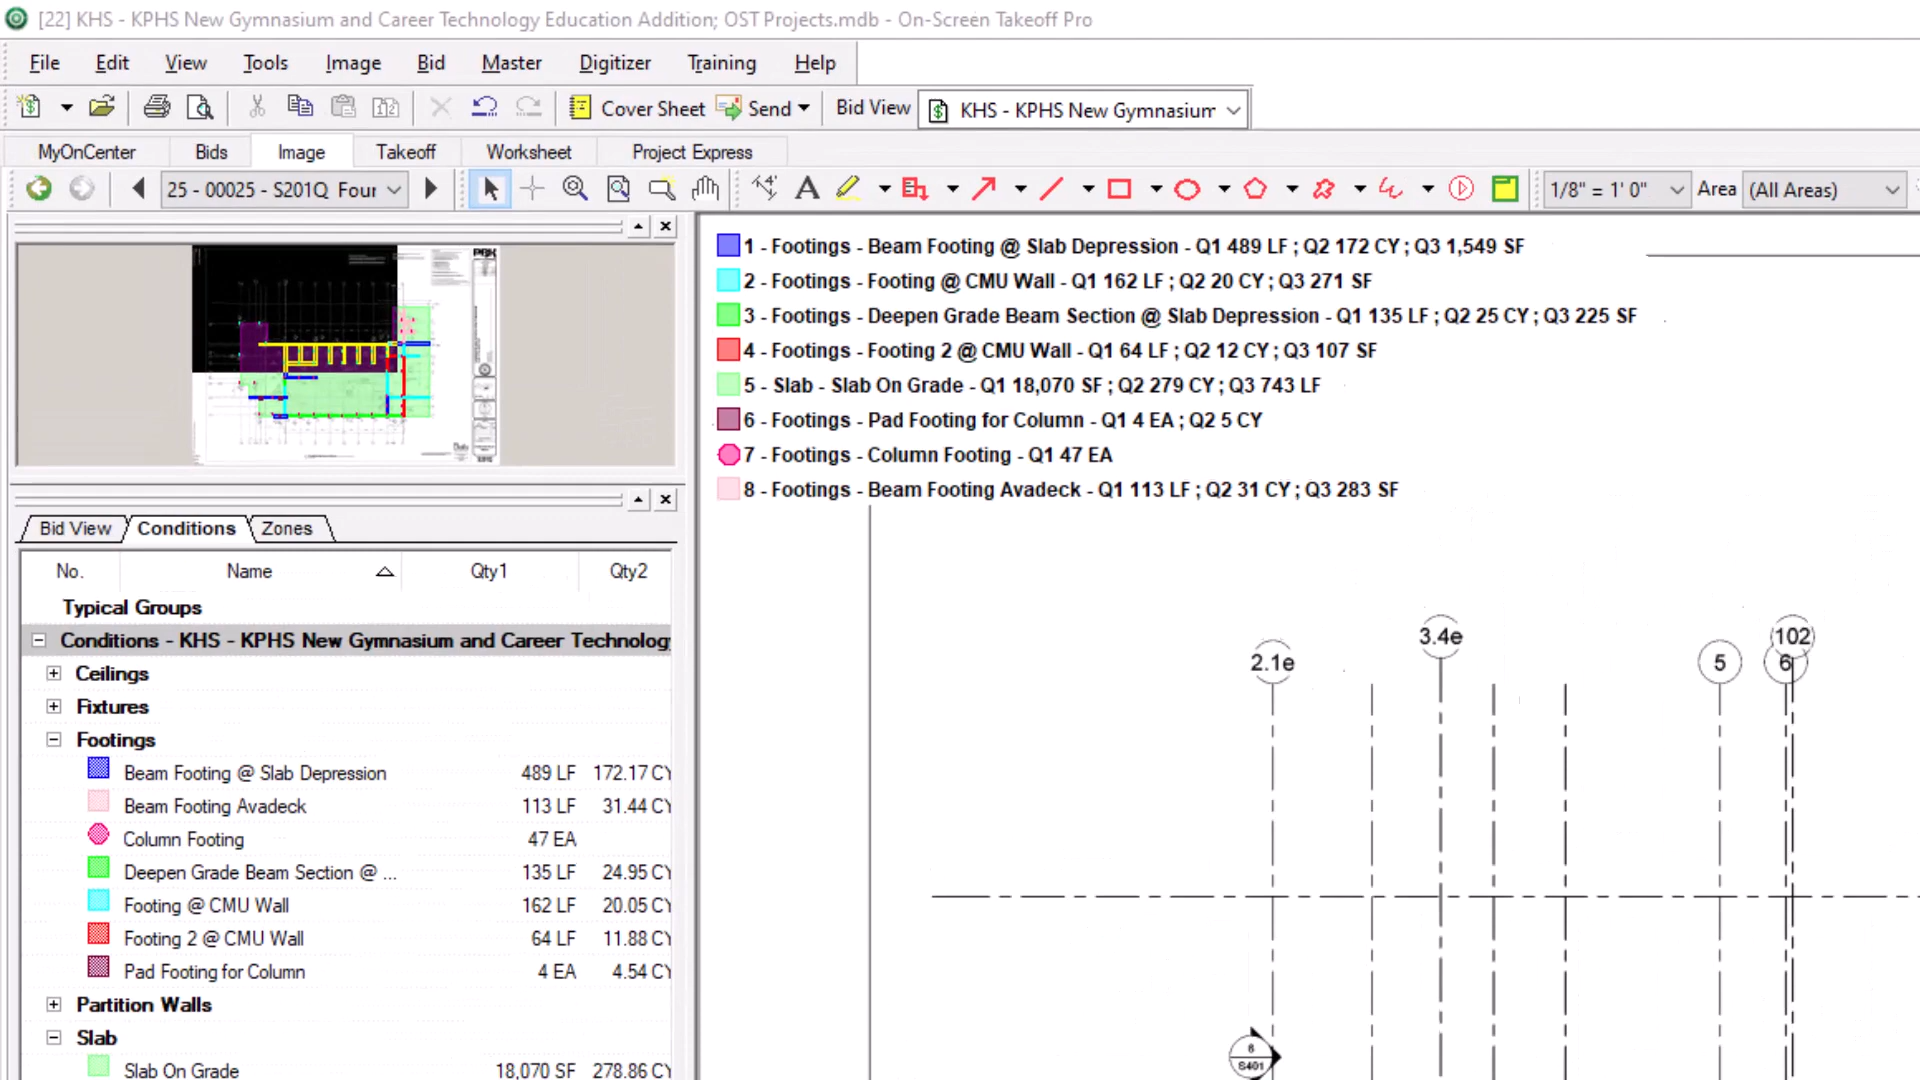 [22] KHS - KPHS New Gymnasium and Career Technology Education Addition; OST Projects.mdb - On-Screen Takeoff Pro
File Edit View Tools Image Bid Master Digitizer Training Help
Cover Sheet Send Bid View KHS - KPHS New Gymnasium
MyOnCenter Bids Image Takeoff Worksheet Project Express
25 - 00025 - S201Q Four 1/8" = 1' 0" Area (All Areas)
1 - Footings - Beam Footing @ Slab Depression - Q1 489 LF ; Q2 172 CY ; Q3 1,549 SF
2 - Footings - Footing @ CMU Wall - Q1 162 LF ; Q2 20 CY ; Q3 271 SF
3 - Footings - Deepen Grade Beam Section @ Slab Depression - Q1 135 LF ; Q2 25 CY ; Q3 225 SF
4 - Footings - Footing 2 @ CMU Wall - Q1 64 LF ; Q2 12 CY ; Q3 107 SF
5 - Slab - Slab On Grade - Q1 18,070 SF ; Q2 279 CY ; Q3 743 LF
6 - Footings - Pad Footing for Column - Q1 4 EA ; Q2 5 CY
7 - Footings - Column Footing - Q1 47 EA
8 - Footings - Beam Footing Avadeck - Q1 113 LF ; Q2 31 CY ; Q3 283 SF
Bid View Conditions Zones
No. Name Qty1 Qty2
Typical Groups
Conditions - KHS - KPHS New Gymnasium and Career Technology
Ceilings
Fixtures
Footings
Beam Footing @ Slab Depression 489 LF 172.17 CY
Beam Footing Avadeck 113 LF 31.44 CY
Column Footing 47 EA
Deepen Grade Beam Section @ ... 135 LF 24.95 CY
Footing @ CMU Wall 162 LF 20.05 CY
Footing 2 @ CMU Wall 64 LF 11.88 CY
Pad Footing for Column 4 EA 4.54 CY
Partition Walls
Slab
Slab On Grade 18,070 SF 278.86 CY
2.1e 3.4e 5 102
6
6
S401